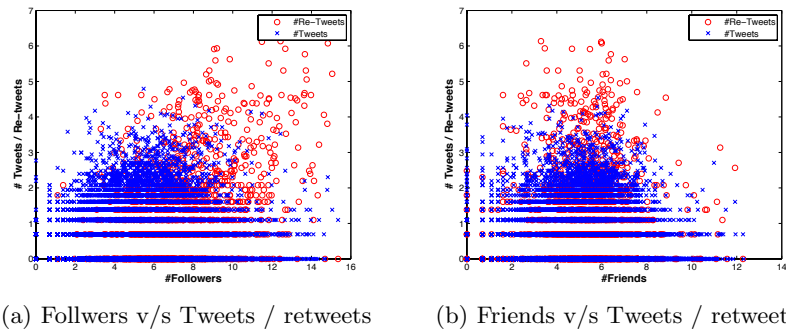 7
6
5
4
3
2
1
0
# Tweets / Re-tweets
#Re-Tweets
#Tweets
0 2 4 6 8 10 12 14 16
#Followers
(a) Follwers v/s Tweets / retweets
7
6
5
4
3
2
1
0
# Tweets / Re-tweets
#Re-Tweets
#Tweets
0 2 4 6 8 10 12 14
#Friends
(b) Friends v/s Tweets / retweet